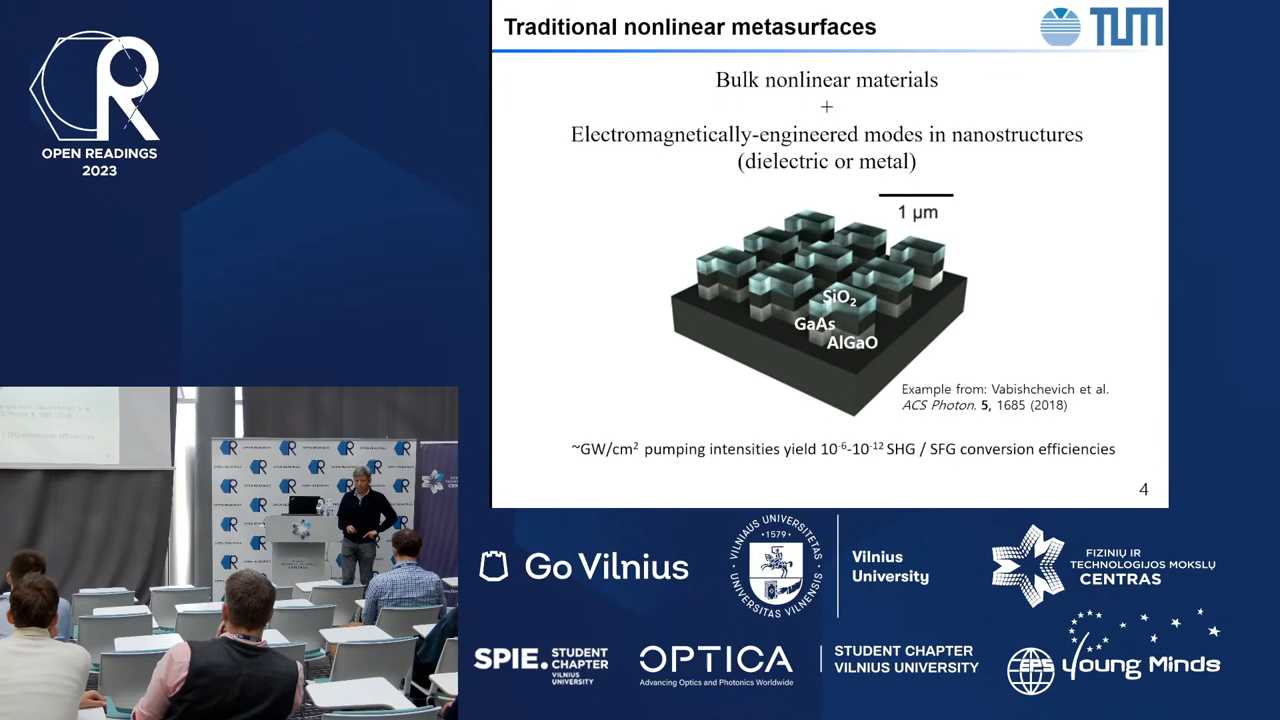 OPEN READINGS
2023
Traditional nonlinear metasurfaces
TUM
Bulk nonlinear materials
+
Electromagnetically-engineered modes in nanostructures
(dielectric or metal)
1 μm
SiO₂
GaAs
AlGaO
Example from: Vabishchevich et al.
ACS Photon. 5, 1685 (2018)
~GW/cm² pumping intensities yield 10⁻⁶-10⁻¹² SHG / SFG conversion efficiencies
4
OPEN READINGS
CENTRAS
Go Vilnius
VILNIAUS UNIVERSITETAS
•1579•
UNIVERSITAS VILNENSIS
Vilnius
University
FIZINIŲ IR
TECHNOLOGIJOS MOKSLŲ
CENTRAS
SPIE.
STUDENT
CHAPTER
VILNIUS
UNIVERSITY
OPTICA
Advancing Optics and Photonics Worldwide
STUDENT CHAPTER
VILNIUS UNIVERSITY
EPS
Young Minds